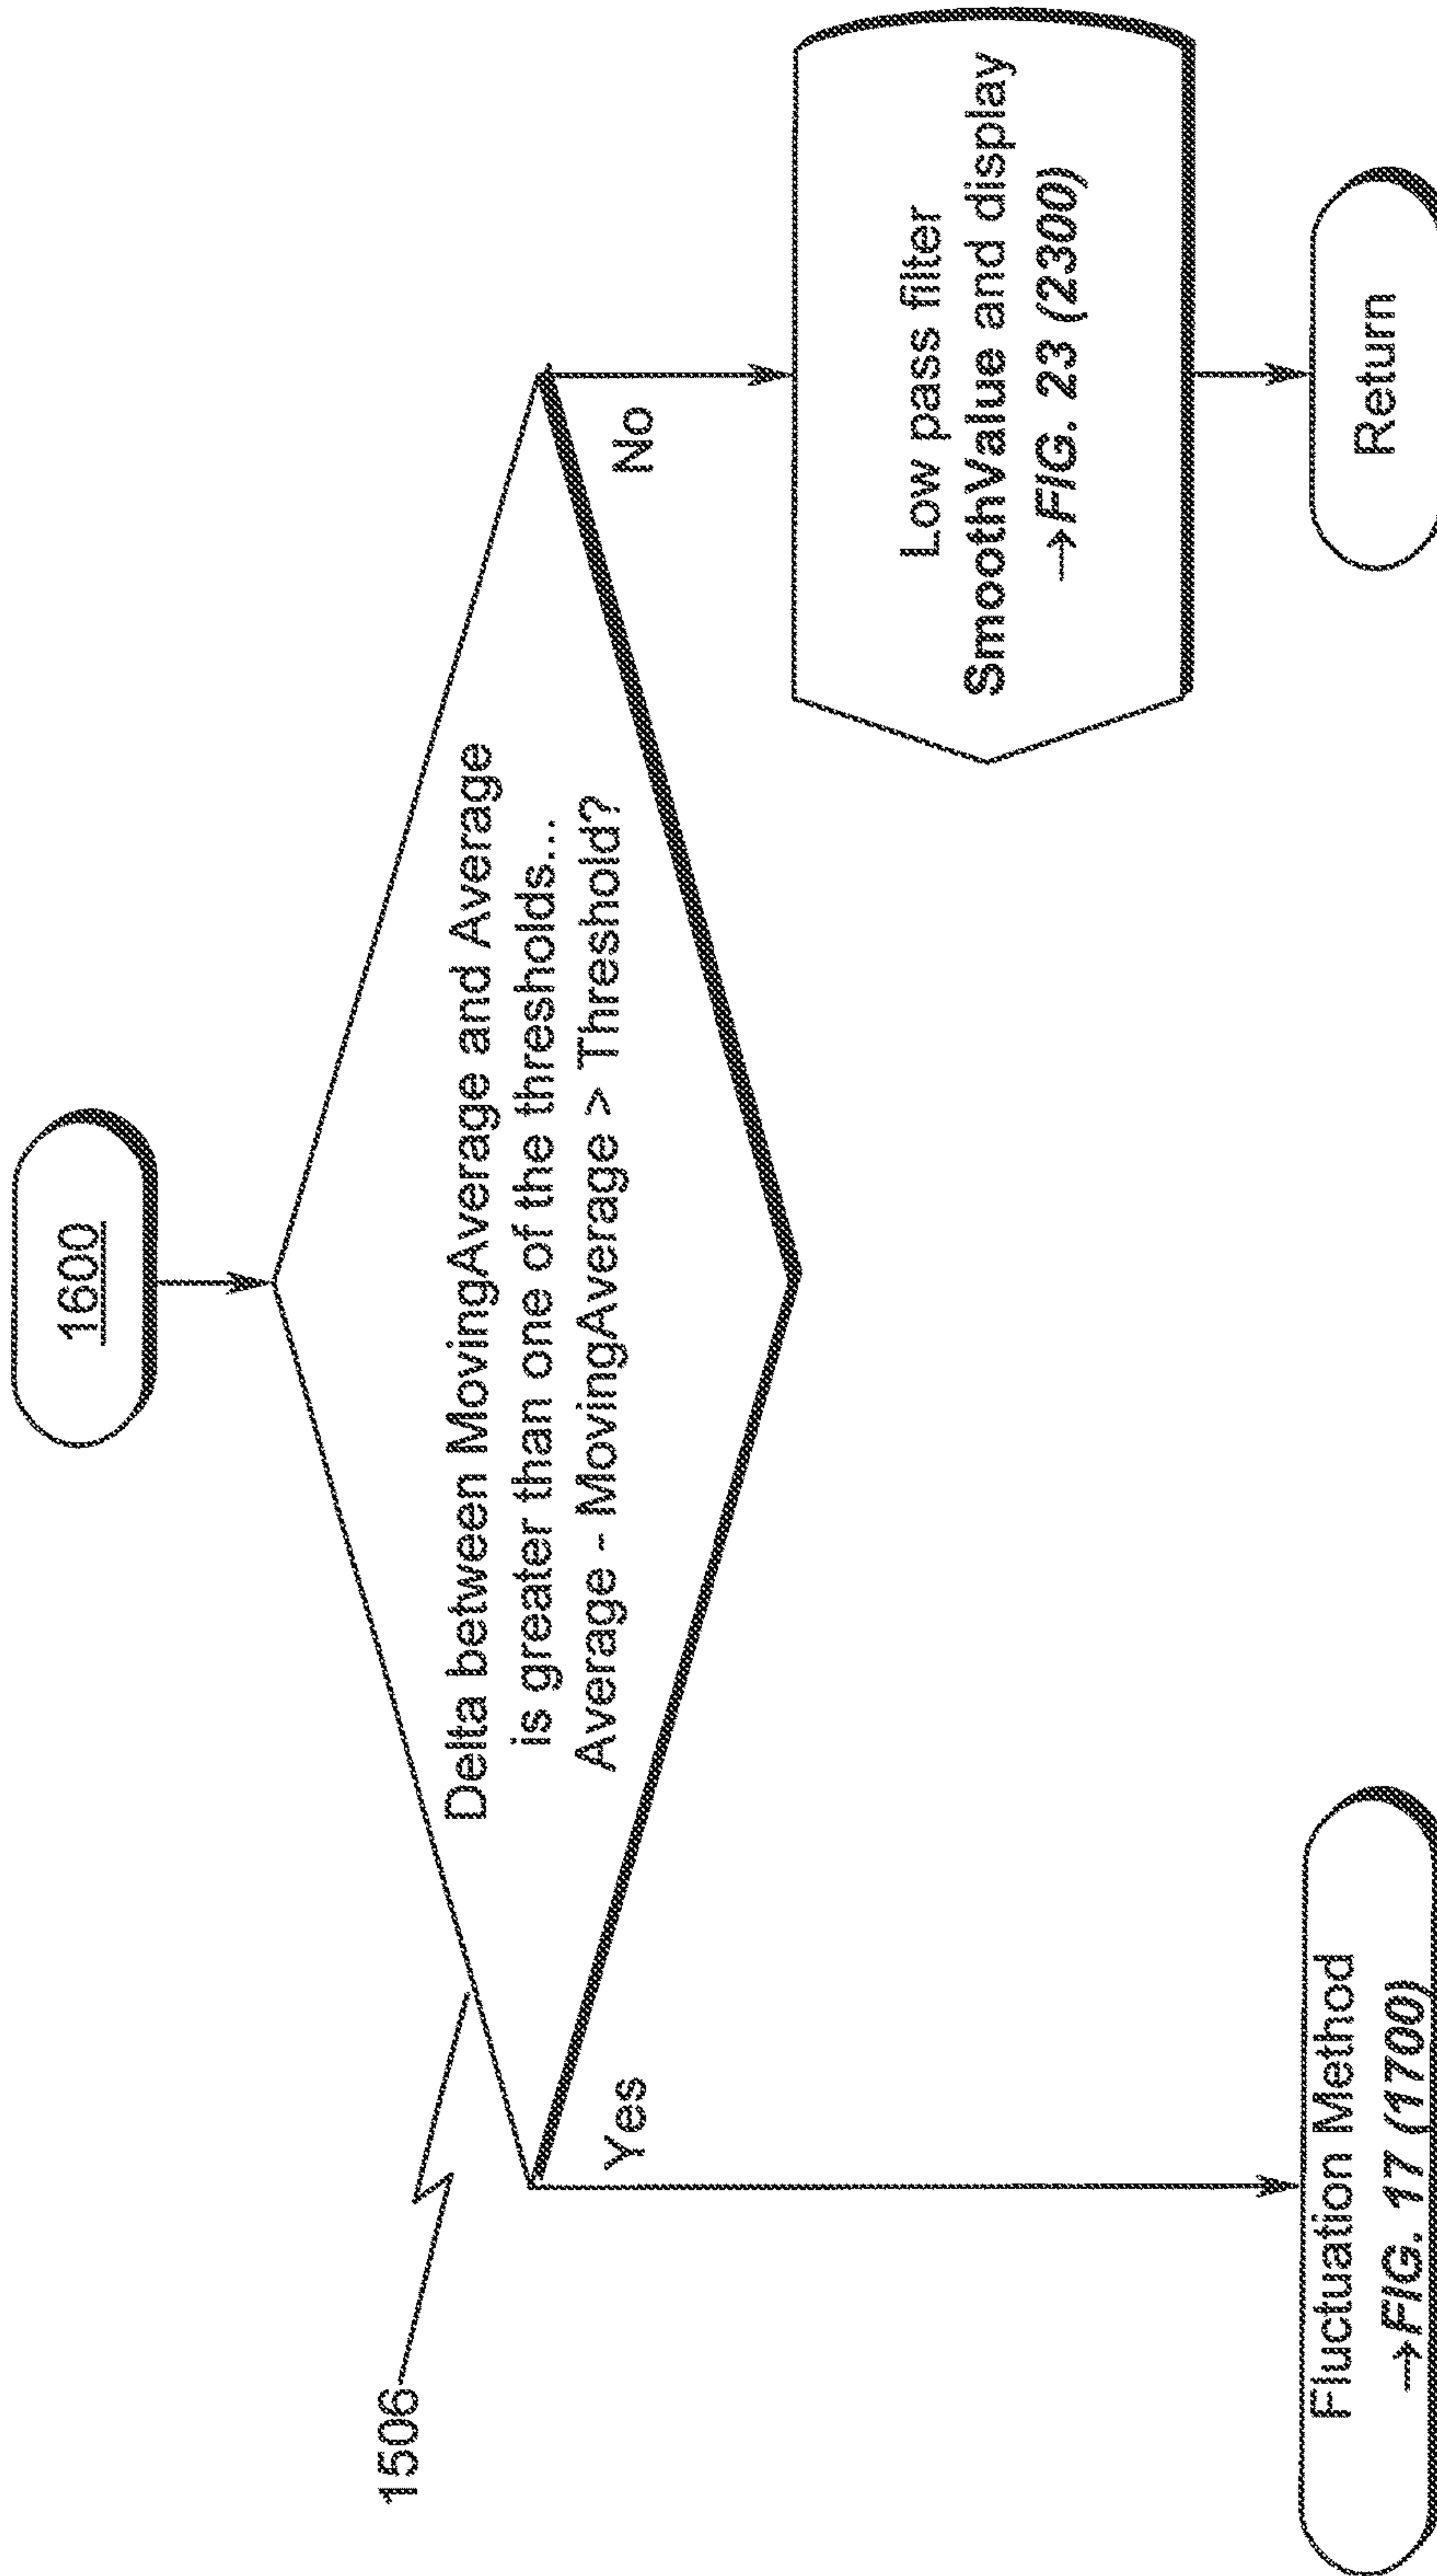 1600
1506
Delta between MovingAverage and Average
is greater than one of the thresholds...
Average - MovingAverage > Threshold?
Yes
No
Low pass filter
SmoothValue and display
→FIG. 23 (2300)
Fluctuation Method
→FIG. 17 (1700)
Return